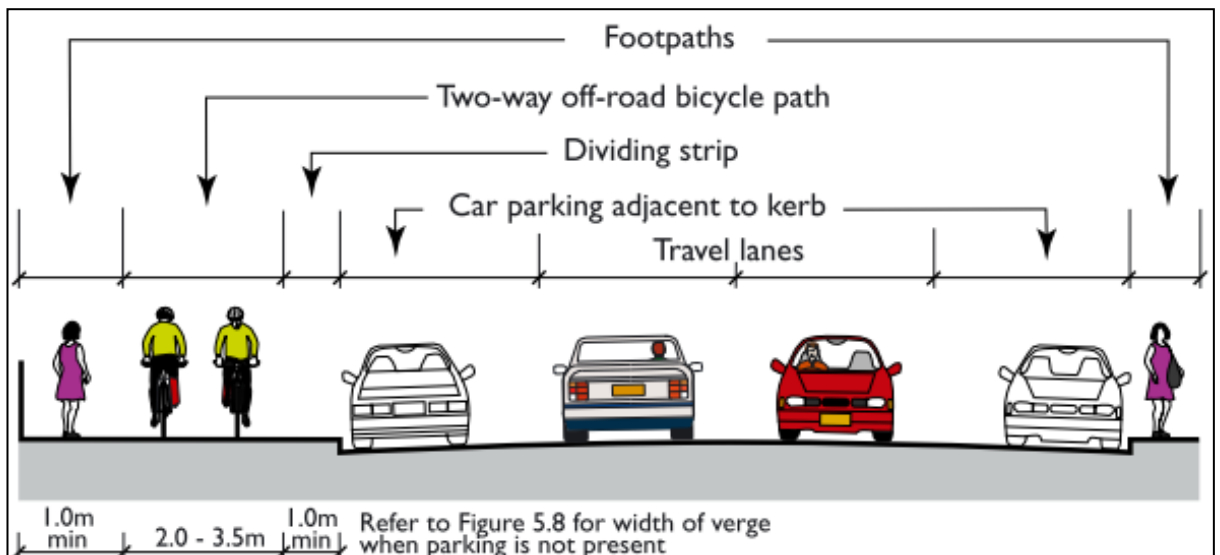 Footpaths
Two-way off-road bicycle path
Dividing strip
Car parking adjacent to kerb
Travel lanes
1.0m
min
2.0 - 3.5m
1.0m
min
Refer to Figure 5.8 for width of verge
when parking is not present